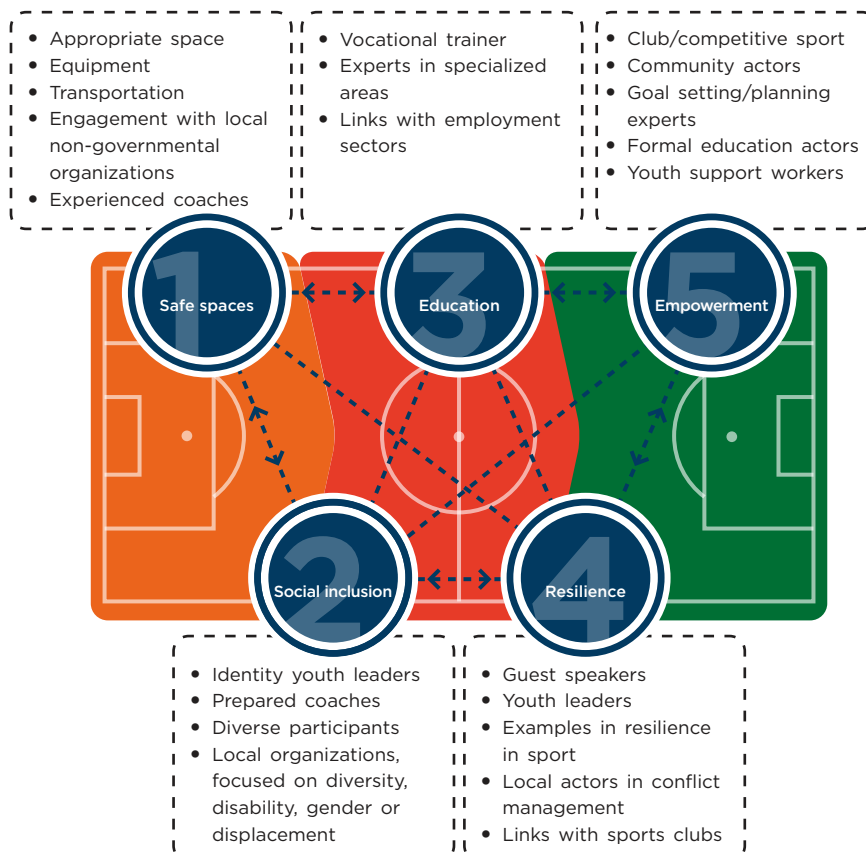 • Appropriate space
• Equipment
• Transportation
• Engagement with local
non-governmental
organizations
• Experienced coaches
• Vocational trainer
• Experts in specialized
areas
• Links with employment
sectors
• Club/competitive sport
• Community actors
• Goal setting/planning
experts
• Formal education actors
• Youth support workers
1
Safe spaces
3
Education
5
Empowerment
2
Social inclusion
4
Resilience
• Identity youth leaders
• Prepared coaches
• Diverse participants
• Local organizations,
focused on diversity,
disability, gender or
displacement
• Guest speakers
• Youth leaders
• Examples in resilience
in sport
• Local actors in conflict
management
• Links with sports clubs